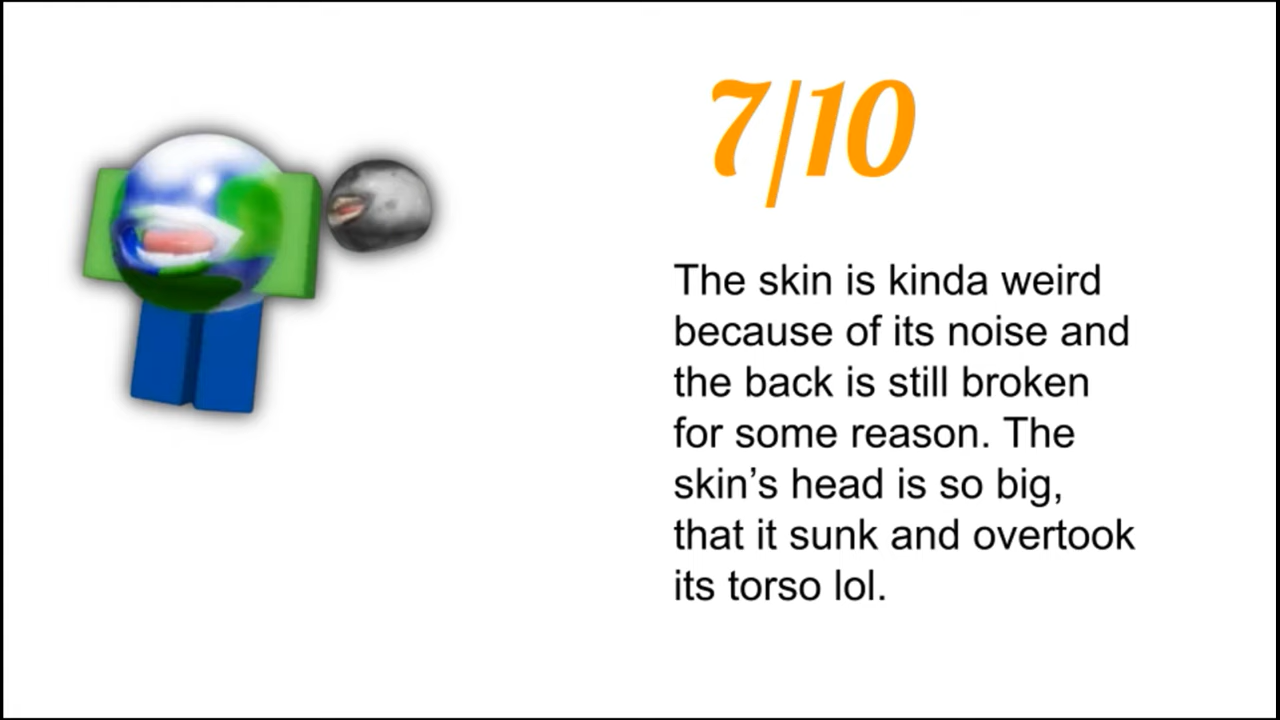 7/10
The skin is kinda weird
because of its noise and
the back is still broken
for some reason. The
skin’s head is so big,
that it sunk and overtook
its torso lol.